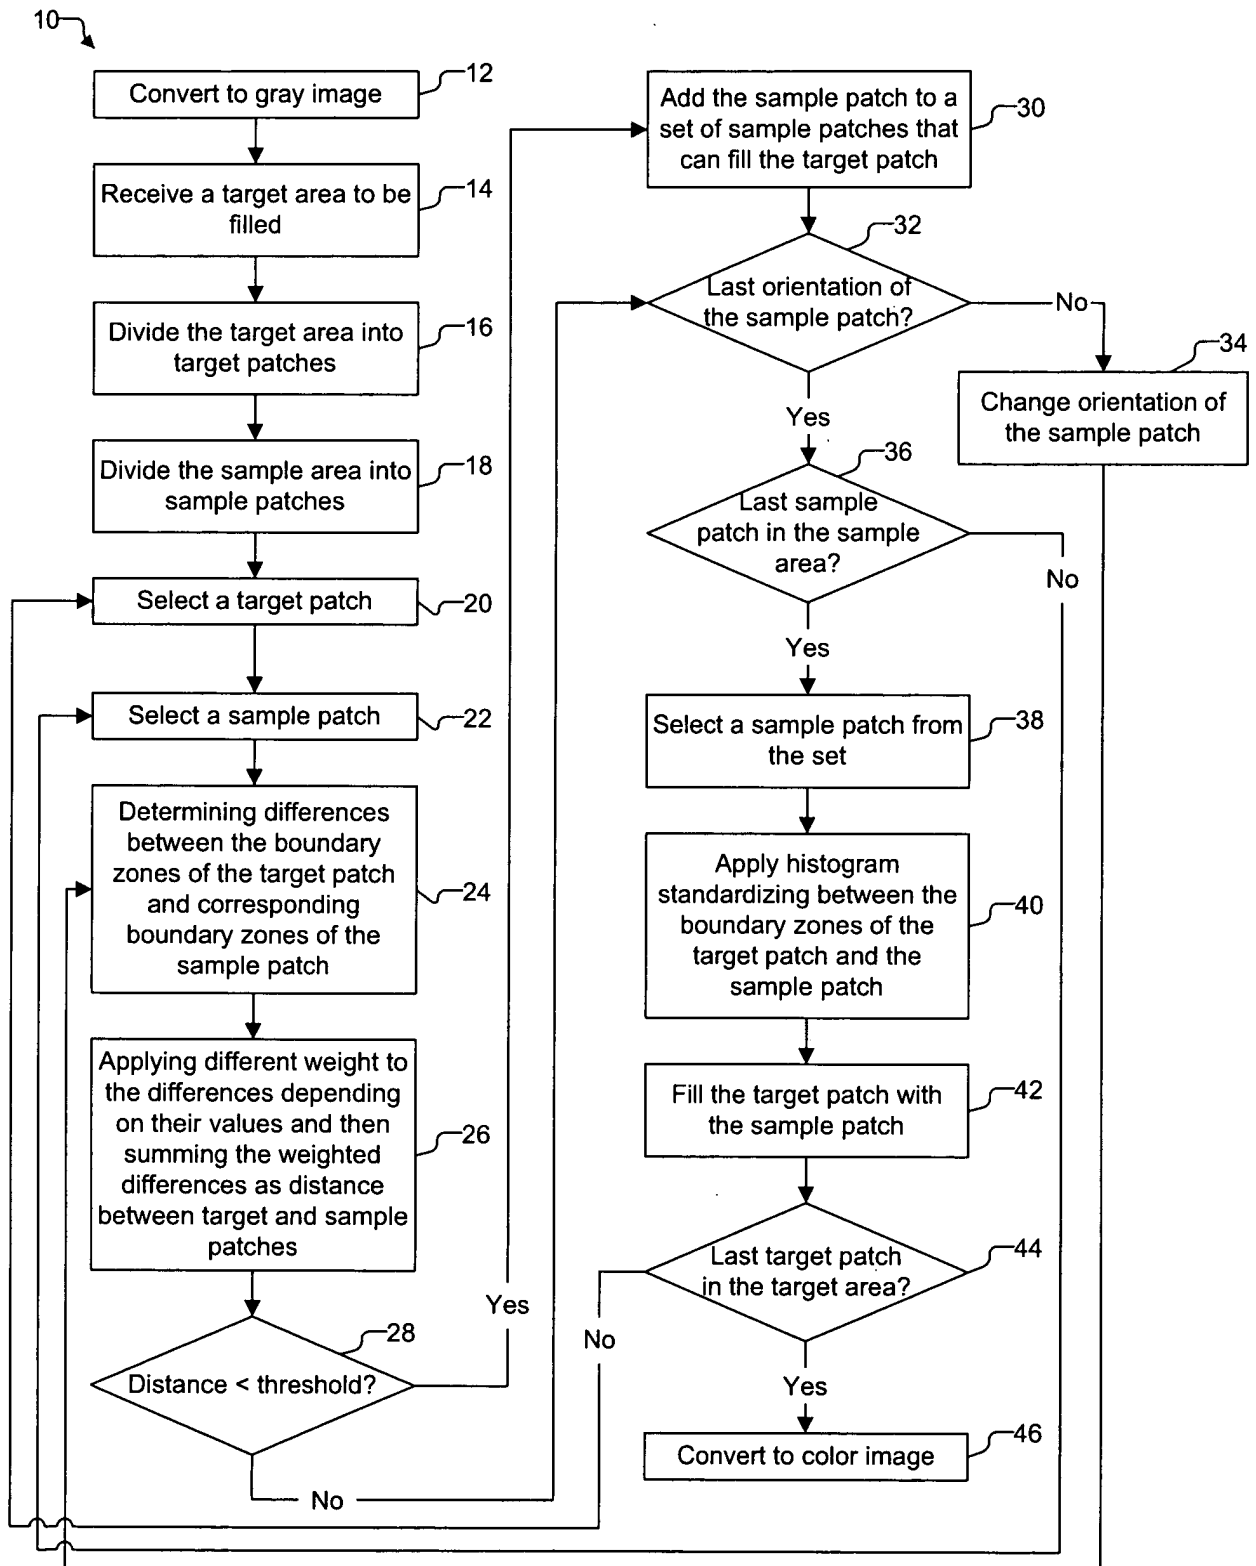 10
Convert to gray image
12
Receive a target area to be
filled
14
Divide the target area into
target patches
16
Divide the sample area into
sample patches
18
Select a target patch
20
Select a sample patch
22
Determining differences
between the boundary
zones of the target patch
and corresponding
boundary zones of the
sample patch
24
Applying different weight to
the differences depending
on their values and then
summing the weighted
differences as distance
between target and sample
patches
26
Distance < threshold?
28
Yes
No
Add the sample patch to a
set of sample patches that
can fill the target patch
30
Last orientation of
the sample patch?
32
No
Change orientation of
the sample patch
34
Yes
Last sample
patch in the sample
area?
36
No
Yes
Select a sample patch from
the set
38
Apply histogram
standardizing between the
boundary zones of the
target patch and the
sample patch
40
Fill the target patch with
the sample patch
42
Last target patch
in the target area?
44
No
Yes
Convert to color image
46